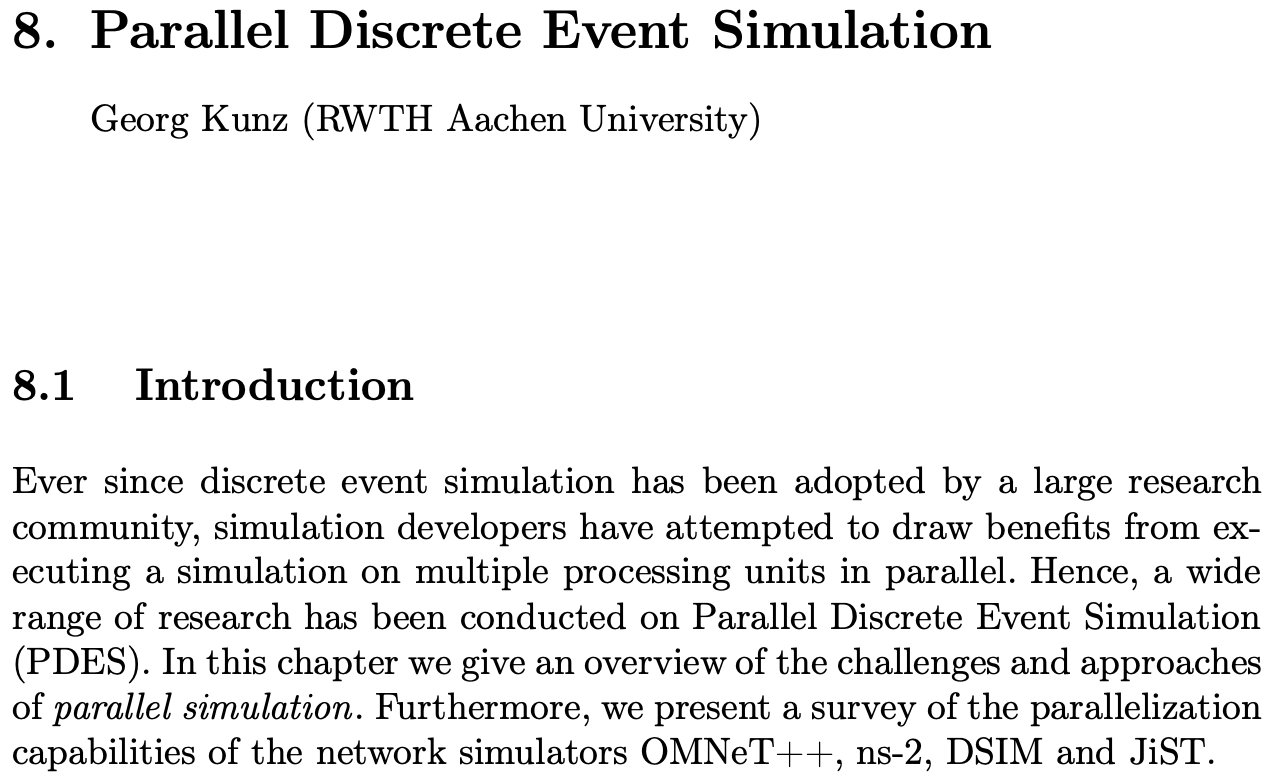 8. Parallel Discrete Event Simulation
Georg Kunz (RWTH Aachen University)
8.1 Introduction
Ever since discrete event simulation has been adopted by a large research
community, simulation developers have attempted to draw benefits from ex-
ecuting a simulation on multiple processing units in parallel. Hence, a wide
range of research has been conducted on Parallel Discrete Event Simulation
(PDES). In this chapter we give an overview of the challenges and approaches
of parallel simulation. Furthermore, we present a survey of the parallelization
capabilities of the network simulators OMNeT++, ns-2, DSIM and JiST.